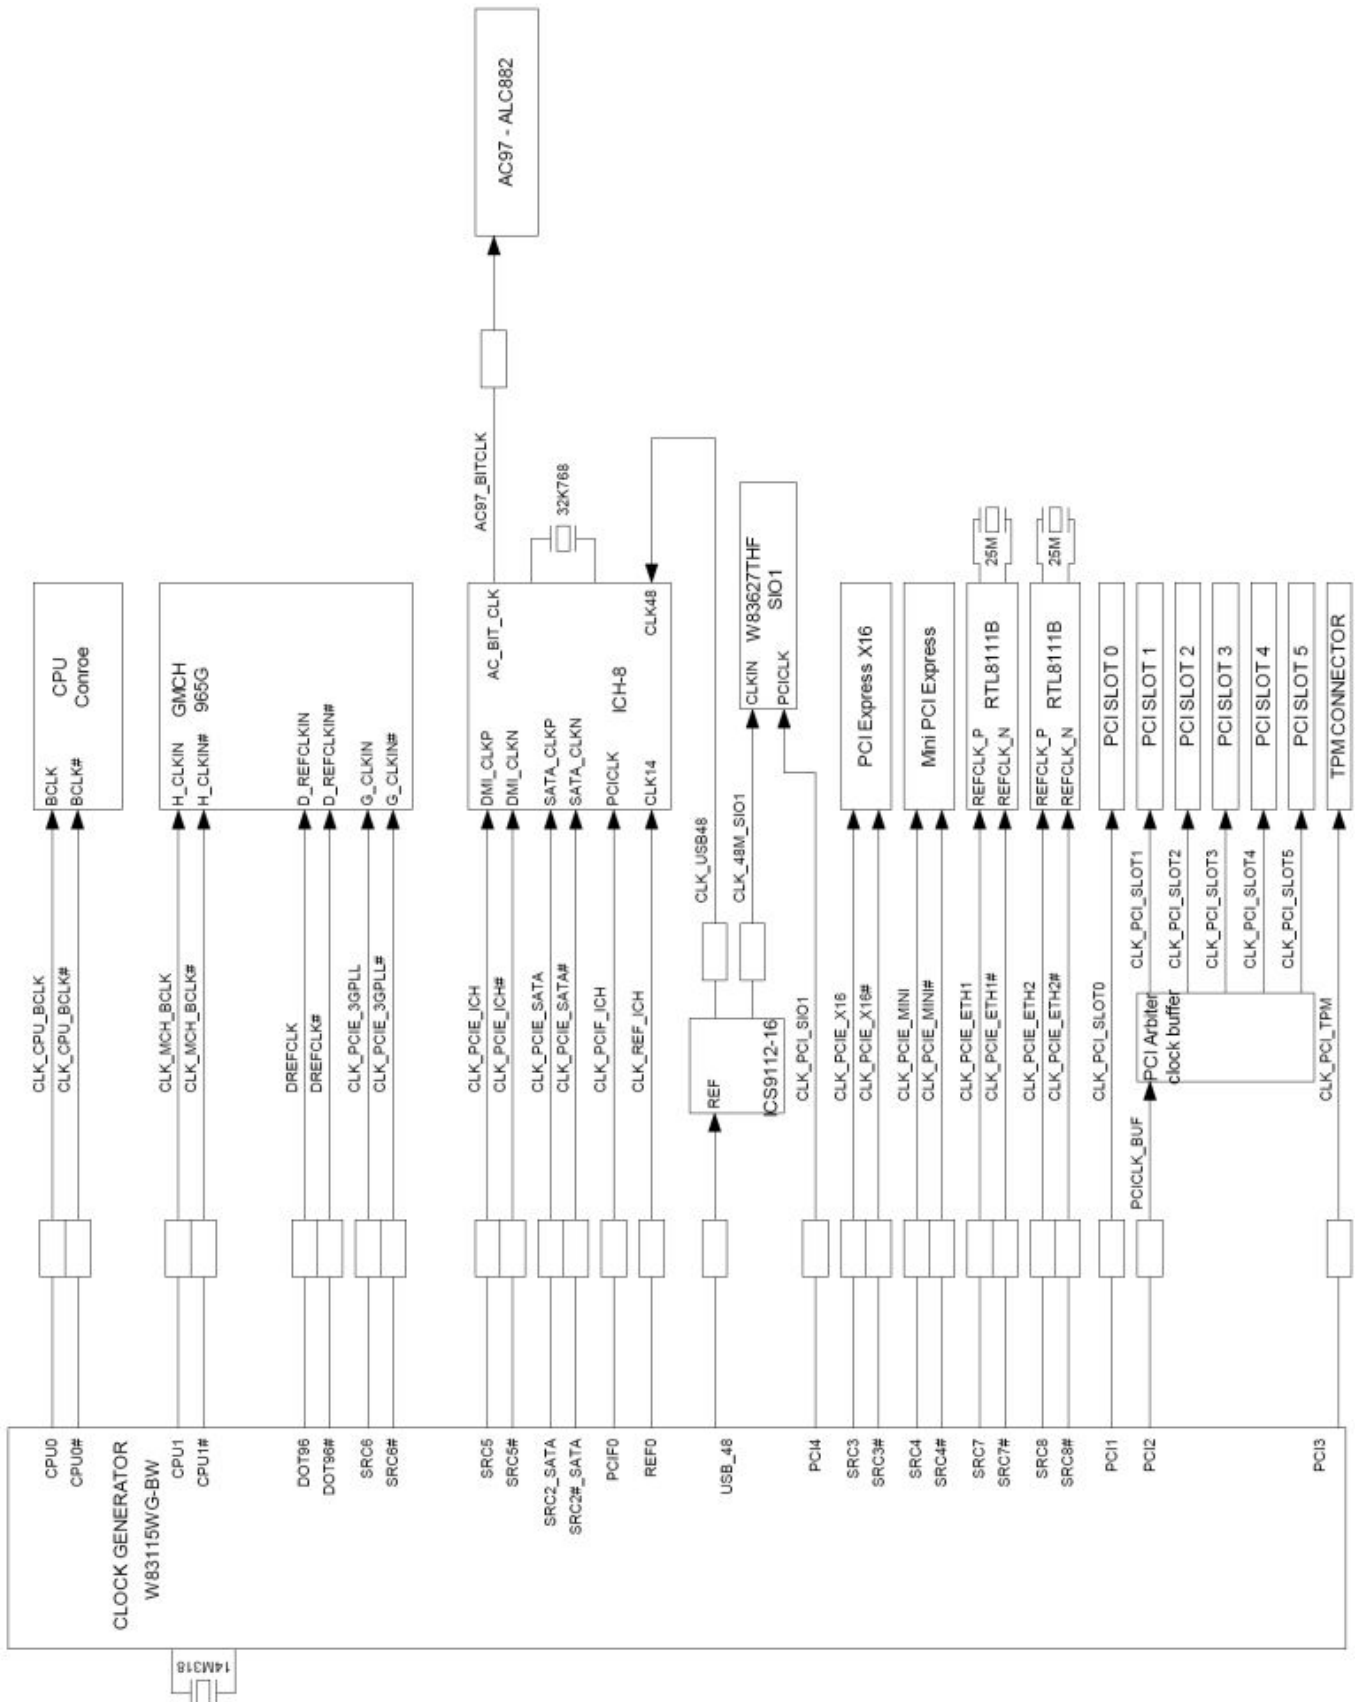 AC97 - ALC882
AC97_BITCLK
32K768
CPU
Conroe
BCLK
BCLK#
GMCH
965G
H_CLKIN
H_CLKIN#
D_REFCLKIN
D_REFCLKIN#
G_CLKIN
G_CLKIN#
AC_BIT_CLK
ICH-8
CLK48
DMI_CLKP
DMI_CLKN
SATA_CLKP
SATA_CLKN
PCICLK
CLK14
W83627THF
SIO1
CLKIN
PCICLK
PCI Express X16
Mini PCI Express
25M
RTL8111B
REFCLK_P
REFCLK_N
25M
RTL8111B
REFCLK_P
REFCLK_N
PCI SLOT 0
PCI SLOT 1
PCI SLOT 2
PCI SLOT 3
PCI SLOT 4
PCI SLOT 5
TPM CONNECTOR
CLK_CPU_BCLK
CLK_CPU_BCLK#
CLK_MCH_BCLK
CLK_MCH_BCLK#
DREFCLK
DREFCLK#
CLK_PCIE_3GPLL
CLK_PCIE_3GPLL#
CLK_PCIE_ICH
CLK_PCIE_ICH#
CLK_PCIE_SATA
CLK_PCIE_SATA#
CLK_PCIF_ICH
CLK_REF_ICH
CLK_USB48
CLK_48M_SIO1
REF
ICS9112-16
CLK_PCI_SIO1
CLK_PCIE_X16
CLK_PCIE_X16#
CLK_PCIE_MINI
CLK_PCIE_MINI#
CLK_PCIE_ETH1
CLK_PCIE_ETH1#
CLK_PCIE_ETH2
CLK_PCIE_ETH2#
CLK_PCI_SLOT0
CLK_PCI_SLOT1
CLK_PCI_SLOT2
CLK_PCI_SLOT3
CLK_PCI_SLOT4
CLK_PCI_SLOT5
PCI Arbiter
clock buffer
PCICLK_BUF
CLK_PCI_TPM
CPU0
CPU0#
CPU1
CPU1#
DOT96
DOT96#
SRC6
SRC6#
SRC5
SRC5#
SRC2_SATA
SRC2#_SATA
PCIF0
REF0
USB_48
PCI4
SRC3
SRC3#
SRC4
SRC4#
SRC7
SRC7#
SRC8
SRC8#
PCI1
PCI2
PCI3
CLOCK GENERATOR
W83115WG-BW
14M318